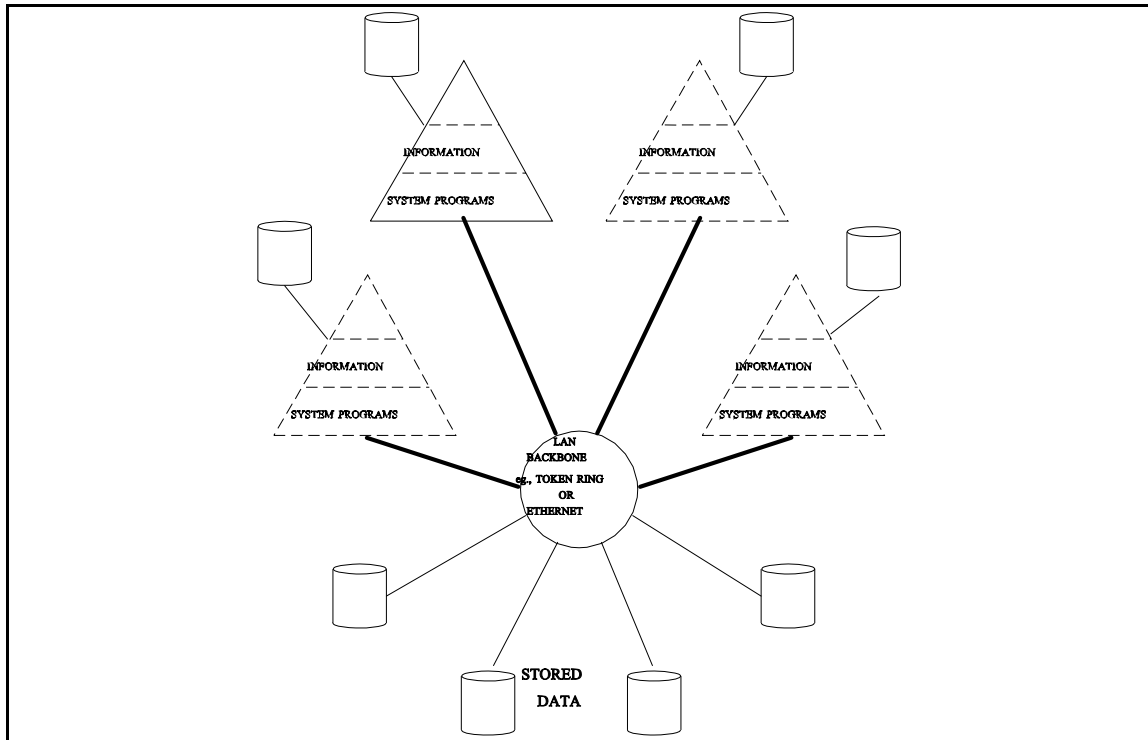 INFORMATION
SYSTEM PROGRAMS
INFORMATION
SYSTEM PROGRAMS
INFORMATION
SYSTEM PROGRAMS
INFORMATION
SYSTEM PROGRAMS
LAN
BACKBONE
eg., TOKEN RING
OR
ETHERNET
STORED
DATA